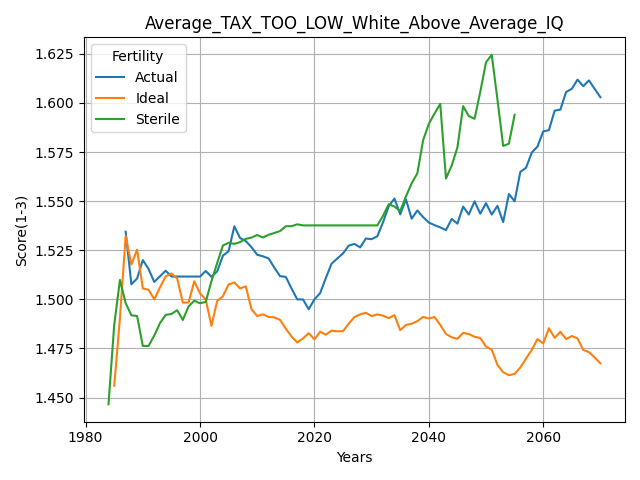 Average_TAX_TOO_LOW_White_Above_Average_IQ
Fertility
Actual
Ideal
Sterile
Score(1-3)
1.625
1.600
1.575
1.550
1.525
1.500
1.475
1.450
1980
2000
2020
2040
2060
Years